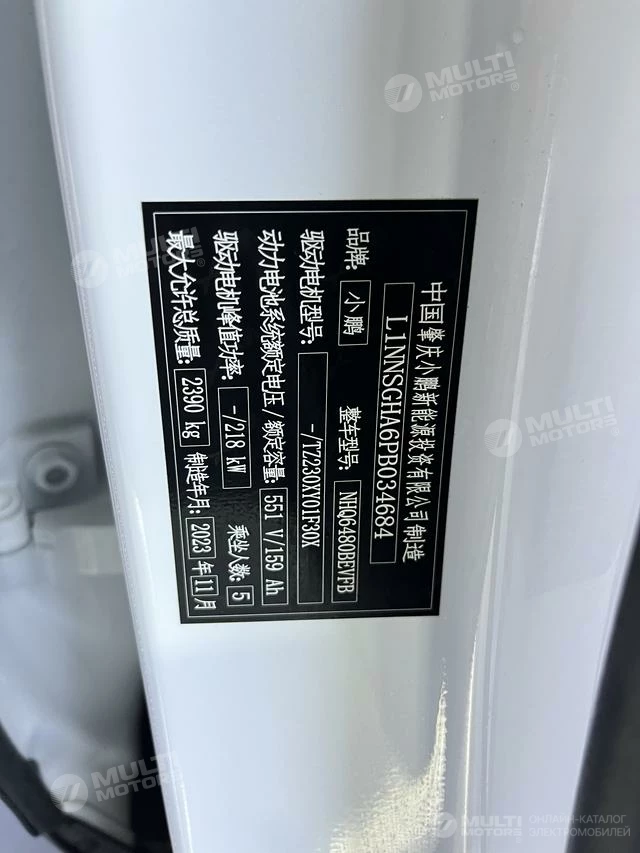 中国肇庆小鹏新能源投资有限公司制造
L1NNSGHA6PB034684
品牌: 小鹏 整车型号: NHQ6480BEVFB
驱动电机型号: -/TZ230XY01F30X
动力电池系统额定电压/额定容量: 551 V/159 Ah
驱动电机峰值功率: -/218 kW 乘坐人数: 5
最大允许总质量: 2390 kg 制造年月: 2023 年 11 月
MULTI MOTORS
MULTI MOTORS
MULTI MOTORS
MULTI MOTORS
MULTI MOTORS ОНЛАЙН-КАТАЛОГ ЭЛЕКТРОМОБИЛЕЙ